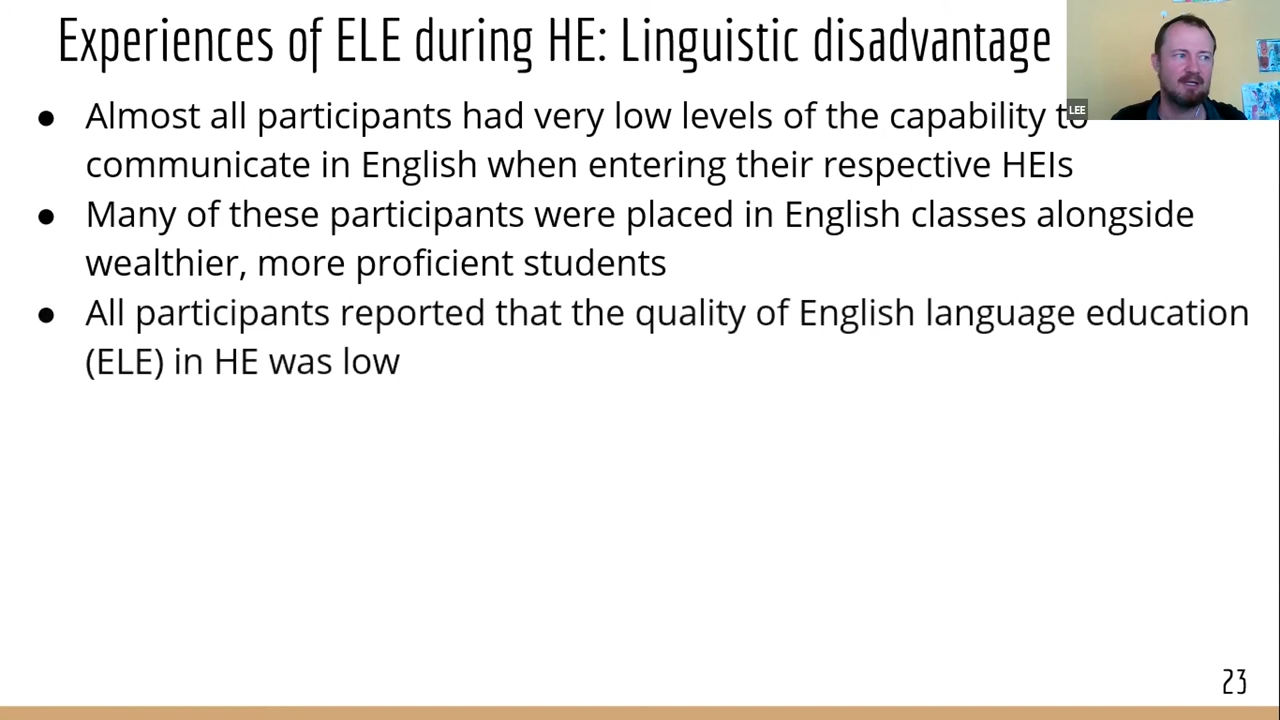 Experiences of ELE during HE: Linguistic disadvantage
LEE
● Almost all participants had very low levels of the capability to
communicate in English when entering their respective HEIs
● Many of these participants were placed in English classes alongside
wealthier, more proficient students
● All participants reported that the quality of English language education
(ELE) in HE was low
23